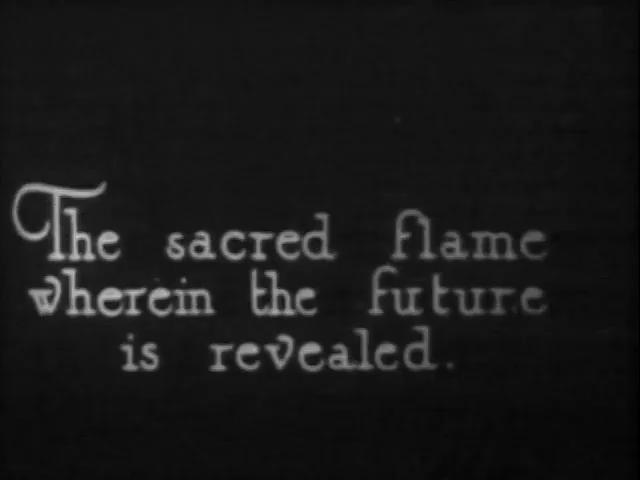 The sacred flame
wherein the future
is revealed.